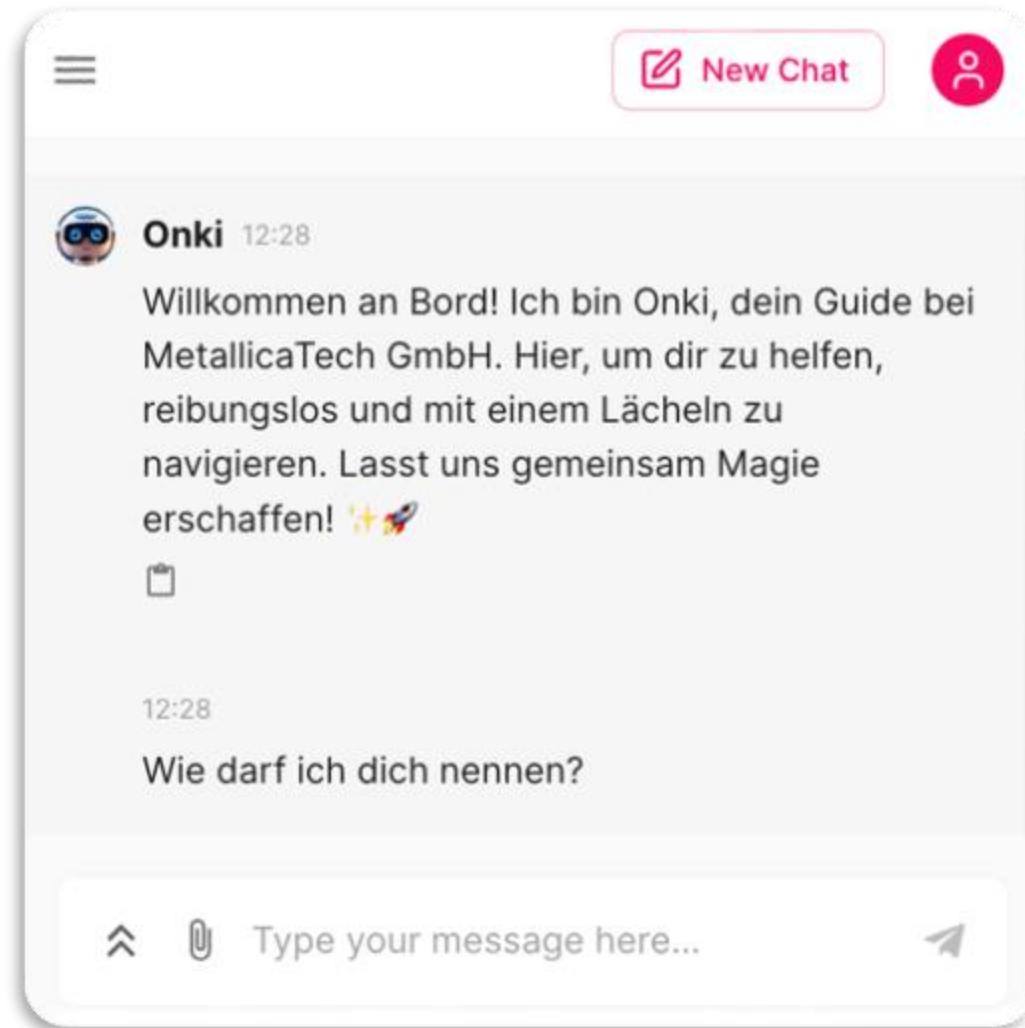 New Chat
Onki 12:28
Willkommen an Bord! Ich bin Onki, dein Guide bei
MetallicaTech GmbH. Hier, um dir zu helfen,
reibungslos und mit einem Lächeln zu
navigieren. Lasst uns gemeinsam Magie
erschaffen! ✨🚀
12:28
Wie darf ich dich nennen?
Type your message here...